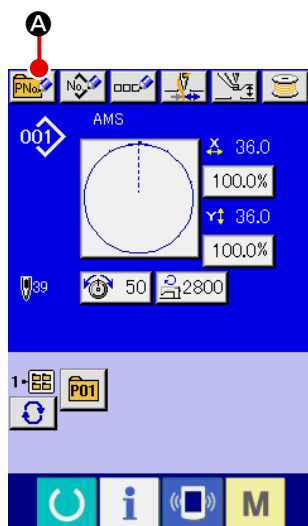 A
PNo. No.
001 AMS
X 36.0
100.0%
Y 36.0
100.0%
39 50 2800
1-
P01
i M